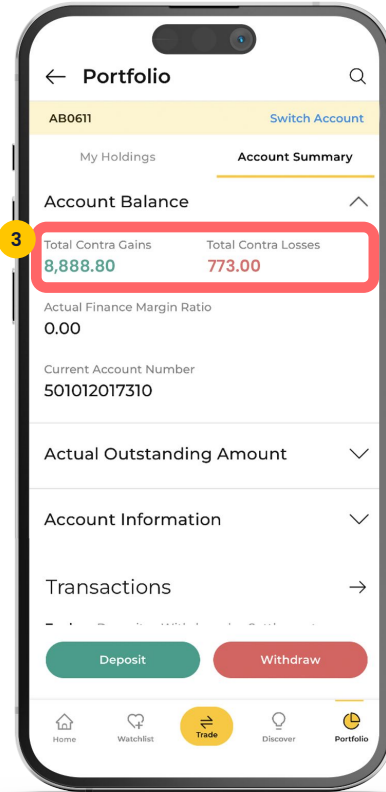 Portfolio
AB0611 Switch Account
My Holdings Account Summary
Account Balance
3
Total Contra Gains Total Contra Losses
8,888.80 773.00
Actual Finance Margin Ratio
0.00
Current Account Number
501012017310
Actual Outstanding Amount
Account Information
Transactions
Deposit Withdraw
Home Watchlist Trade Discover Portfolio